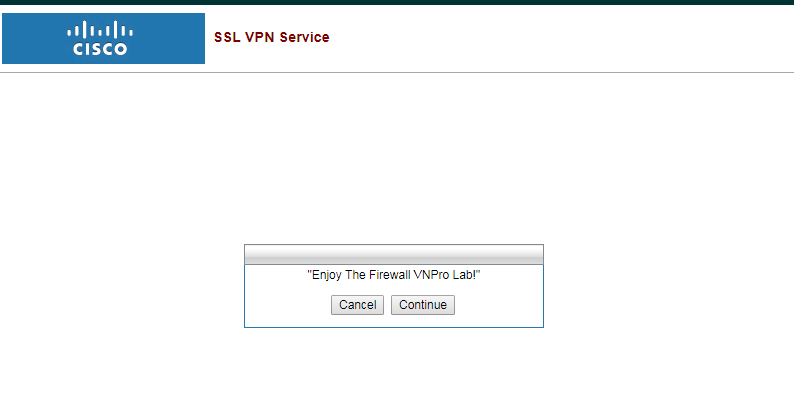 CISCO
SSL VPN Service
"Enjoy The Firewall VNPro Lab!"
Cancel Continue